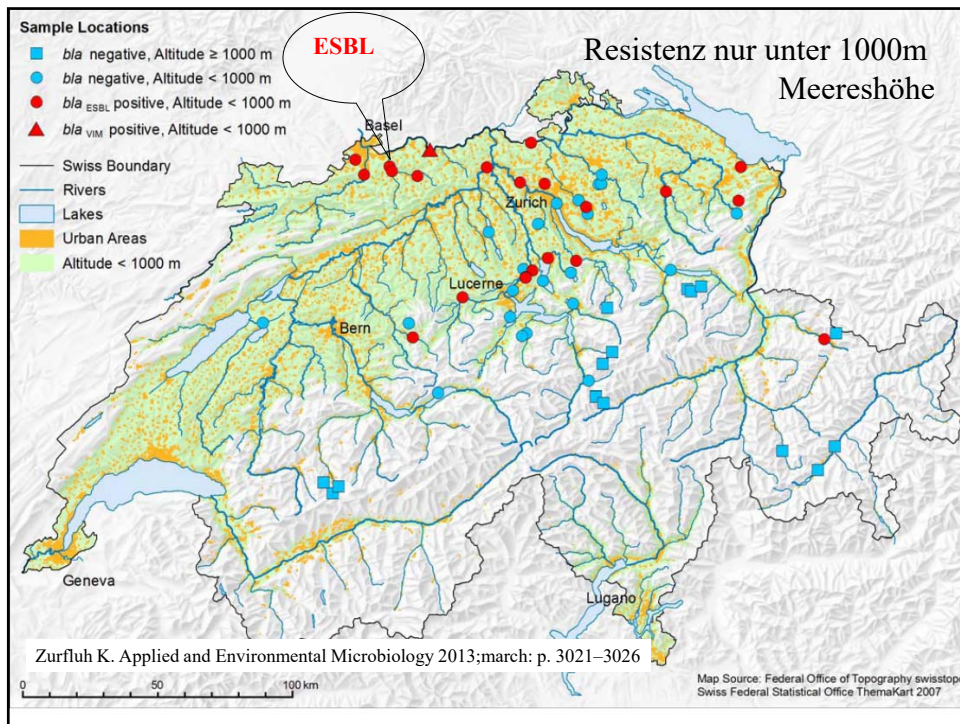 Sample Locations
bla negative, Altitude ≥ 1000 m
bla negative, Altitude < 1000 m
bla ESBL positive, Altitude < 1000 m
bla VIM positive, Altitude < 1000 m
Swiss Boundary
Rivers
Lakes
Urban Areas
Altitude < 1000 m
ESBL
Resistenz nur unter 1000m
Meereshöhe
Basel
Zurich
Lucerne
Bern
Geneva
Lugano
Zurfluh K. Applied and Environmental Microbiology 2013;march: p. 3021–3026
0 50 100 km
Map Source: Federal Office of Topography swisstopo
Swiss Federal Statistical Office ThemaKart 2007